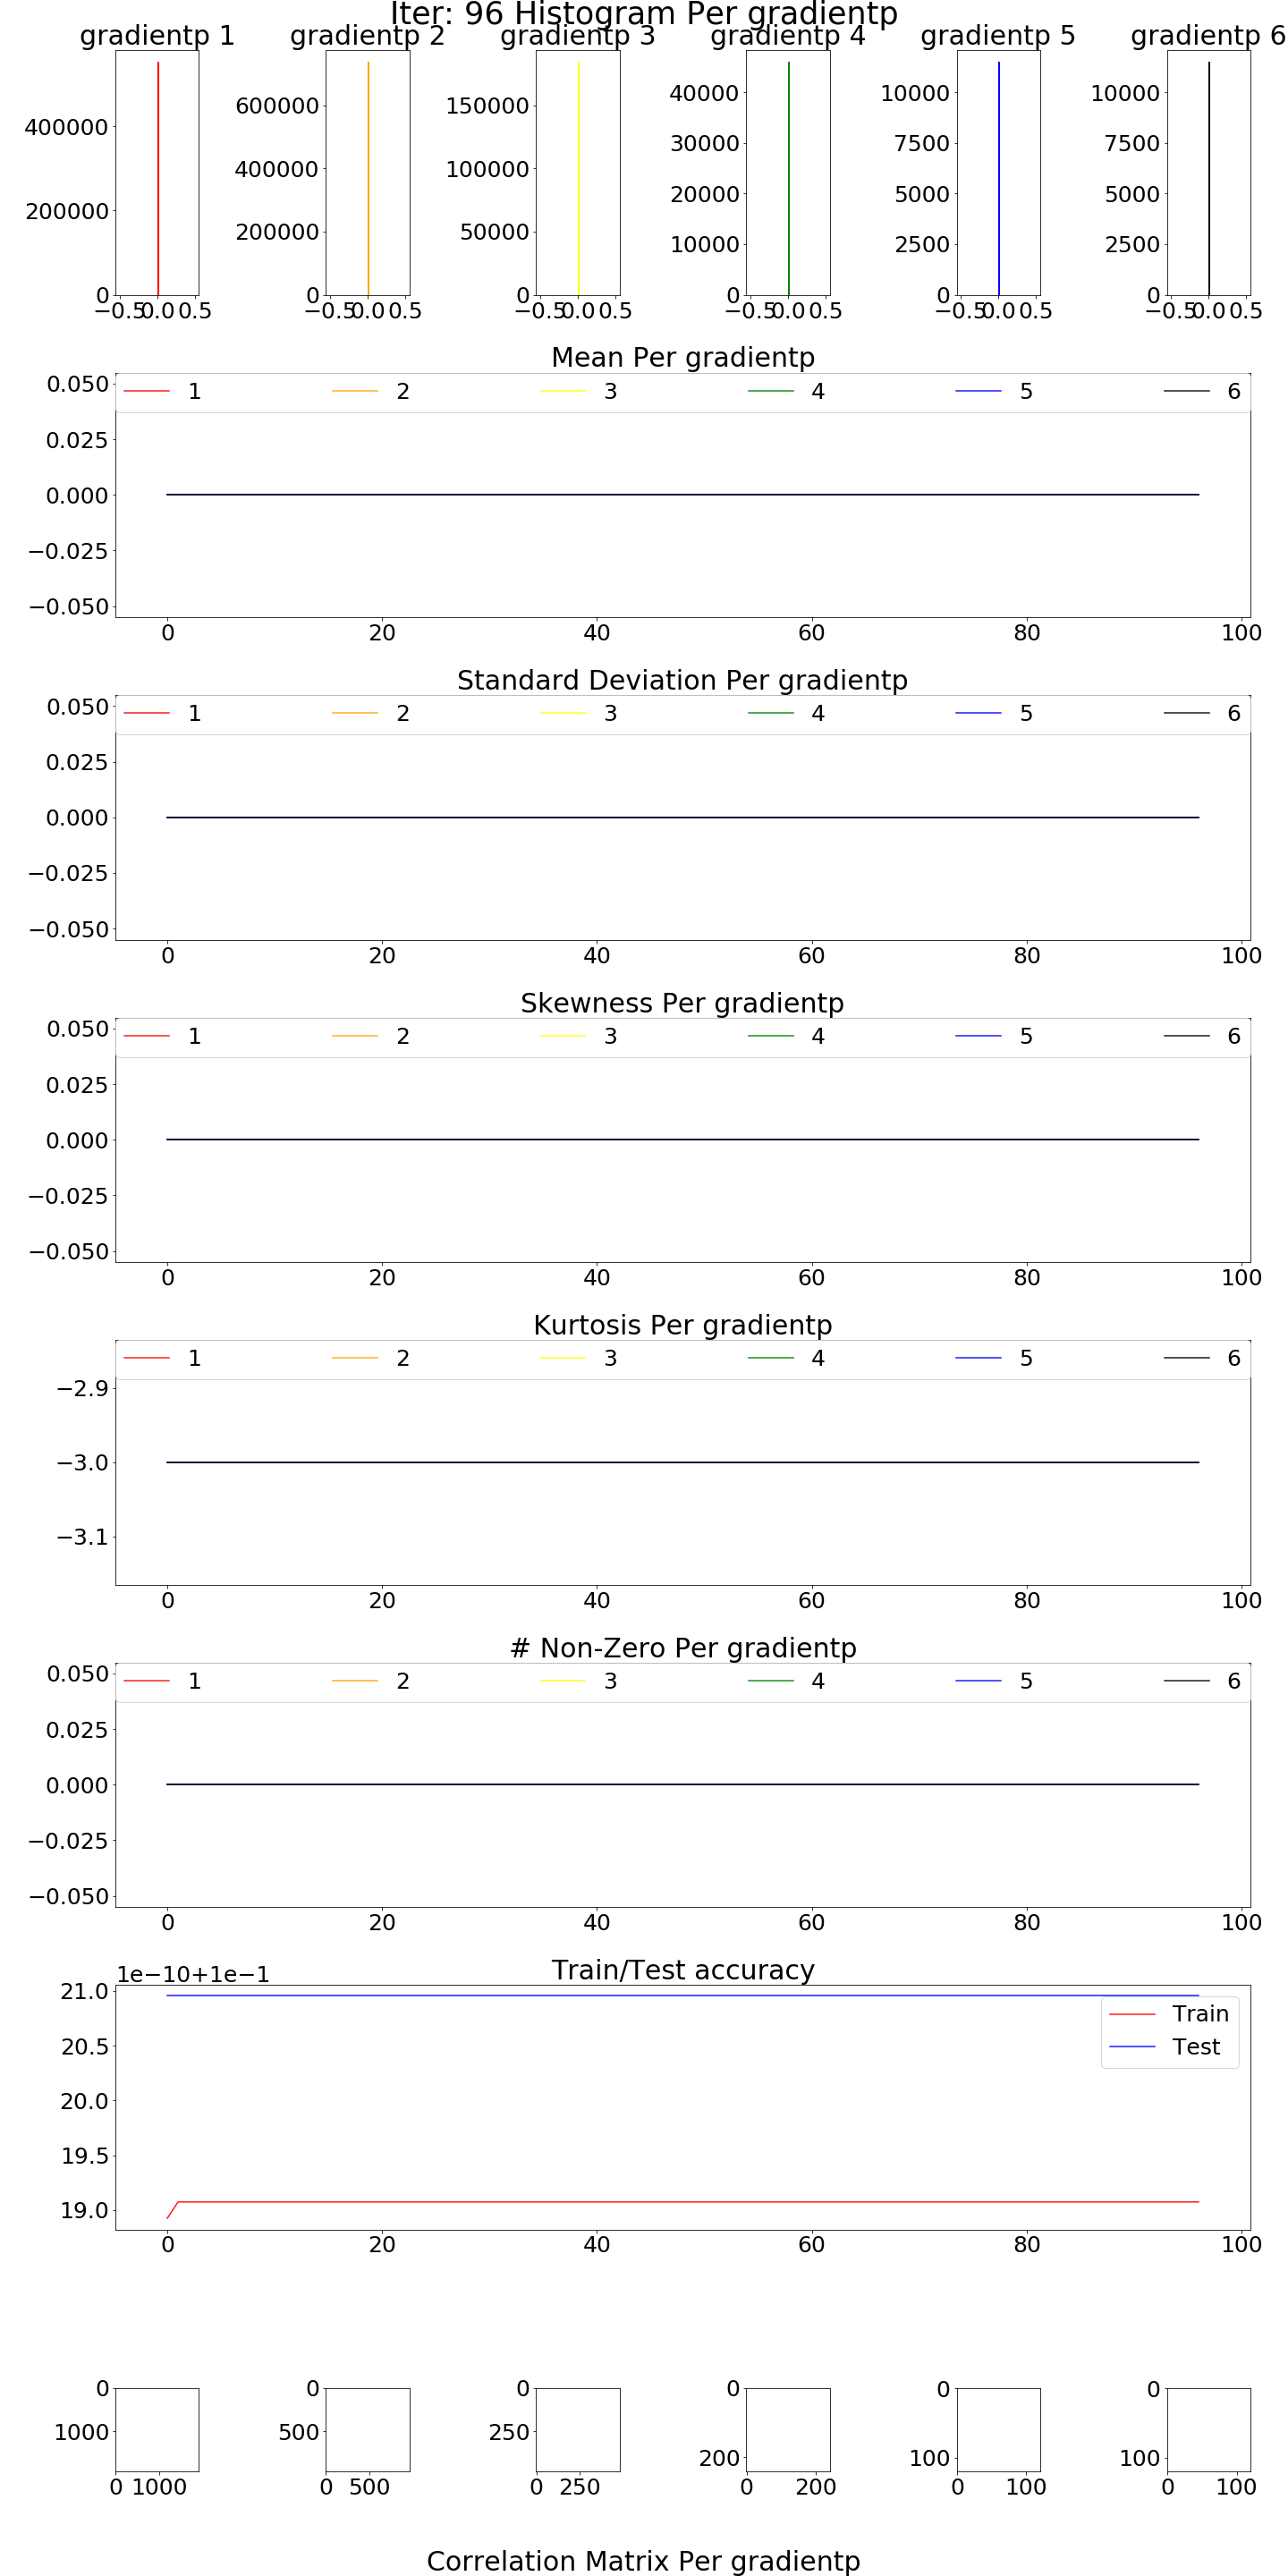 Iter: 96 Histogram Per gradientp
gradientp 1 gradientp 2 gradientp 3 gradientp 4 gradientp 5 gradientp 6
400000
200000
0
−0.5 0.0 0.5
600000
400000
200000
0
−0.5 0.0 0.5
150000
100000
50000
0
−0.5 0.0 0.5
40000
30000
20000
10000
0
−0.5 0.0 0.5
10000
7500
5000
2500
0
−0.5 0.0 0.5
10000
7500
5000
2500
0
−0.5 0.0 0.5
Mean Per gradientp
1 2 3 4 5 6
0.050
0.025
0.000
−0.025
−0.050
0 20 40 60 80 100
Standard Deviation Per gradientp
1 2 3 4 5 6
0.050
0.025
0.000
−0.025
−0.050
0 20 40 60 80 100
Skewness Per gradientp
1 2 3 4 5 6
0.050
0.025
0.000
−0.025
−0.050
0 20 40 60 80 100
Kurtosis Per gradientp
1 2 3 4 5 6
−2.9
−3.0
−3.1
0 20 40 60 80 100
# Non-Zero Per gradientp
1 2 3 4 5 6
0.050
0.025
0.000
−0.025
−0.050
0 20 40 60 80 100
Train/Test accuracy
1e−10+1e−1
21.0
20.5
20.0
19.5
19.0
Train
Test
0 20 40 60 80 100
0
1000
0 1000
0
500
0 500
0
250
0 250
0
200
0 200
0
100
0 100
0
100
0 100
Correlation Matrix Per gradientp